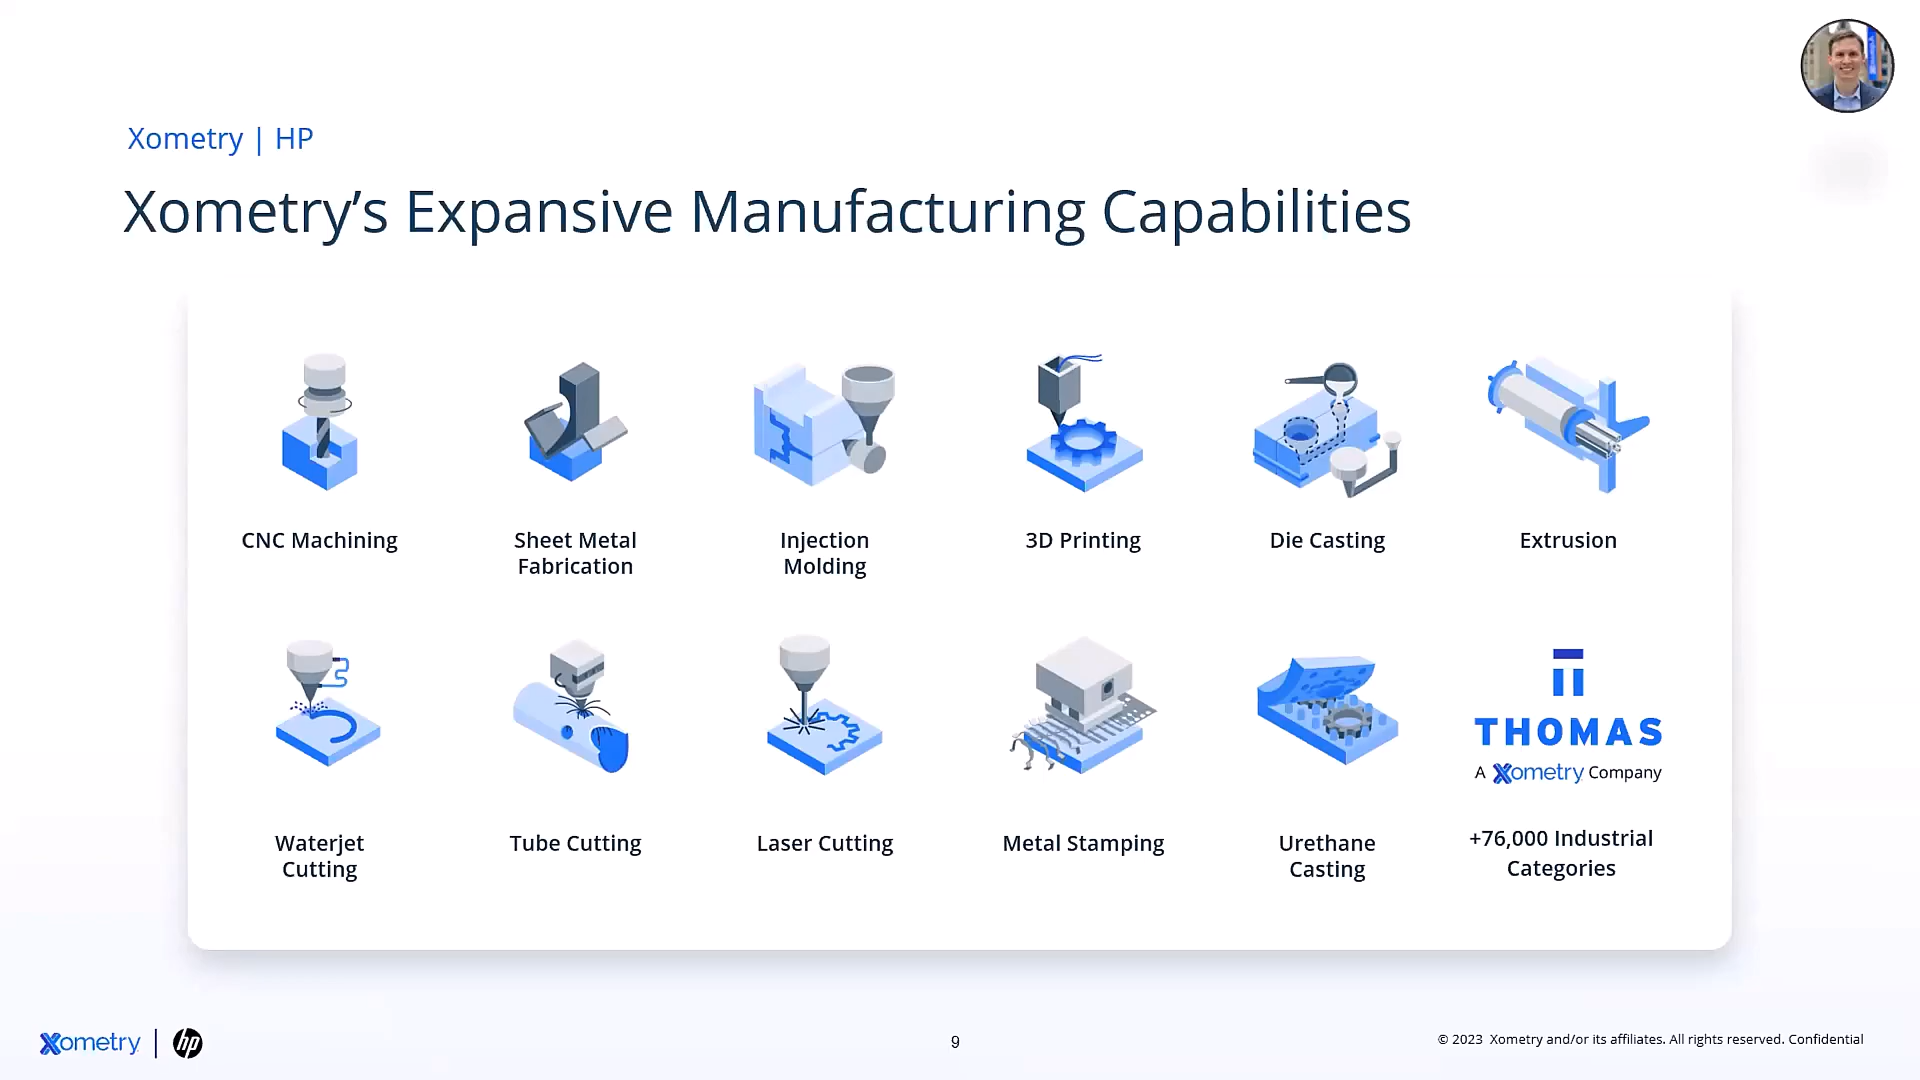 Xometry | HP
Xometry’s Expansive Manufacturing Capabilities
CNC Machining
Sheet Metal
Fabrication
Injection
Molding
3D Printing
Die Casting
Extrusion
THOMAS
A Xometry Company
Waterjet
Cutting
Tube Cutting
Laser Cutting
Metal Stamping
Urethane
Casting
+76,000 Industrial
Categories
Xometry | hp
9
© 2023 Xometry and/or its affiliates. All rights reserved. Confidential